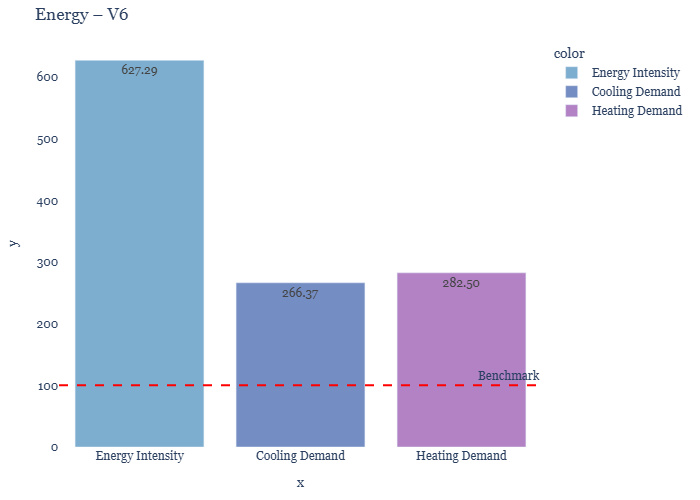 Energy – V6
color
Energy Intensity
Cooling Demand
Heating Demand
y
600
500
400
300
200
100
0
627.29
266.37
282.50
Benchmark
Energy Intensity
Cooling Demand
Heating Demand
x